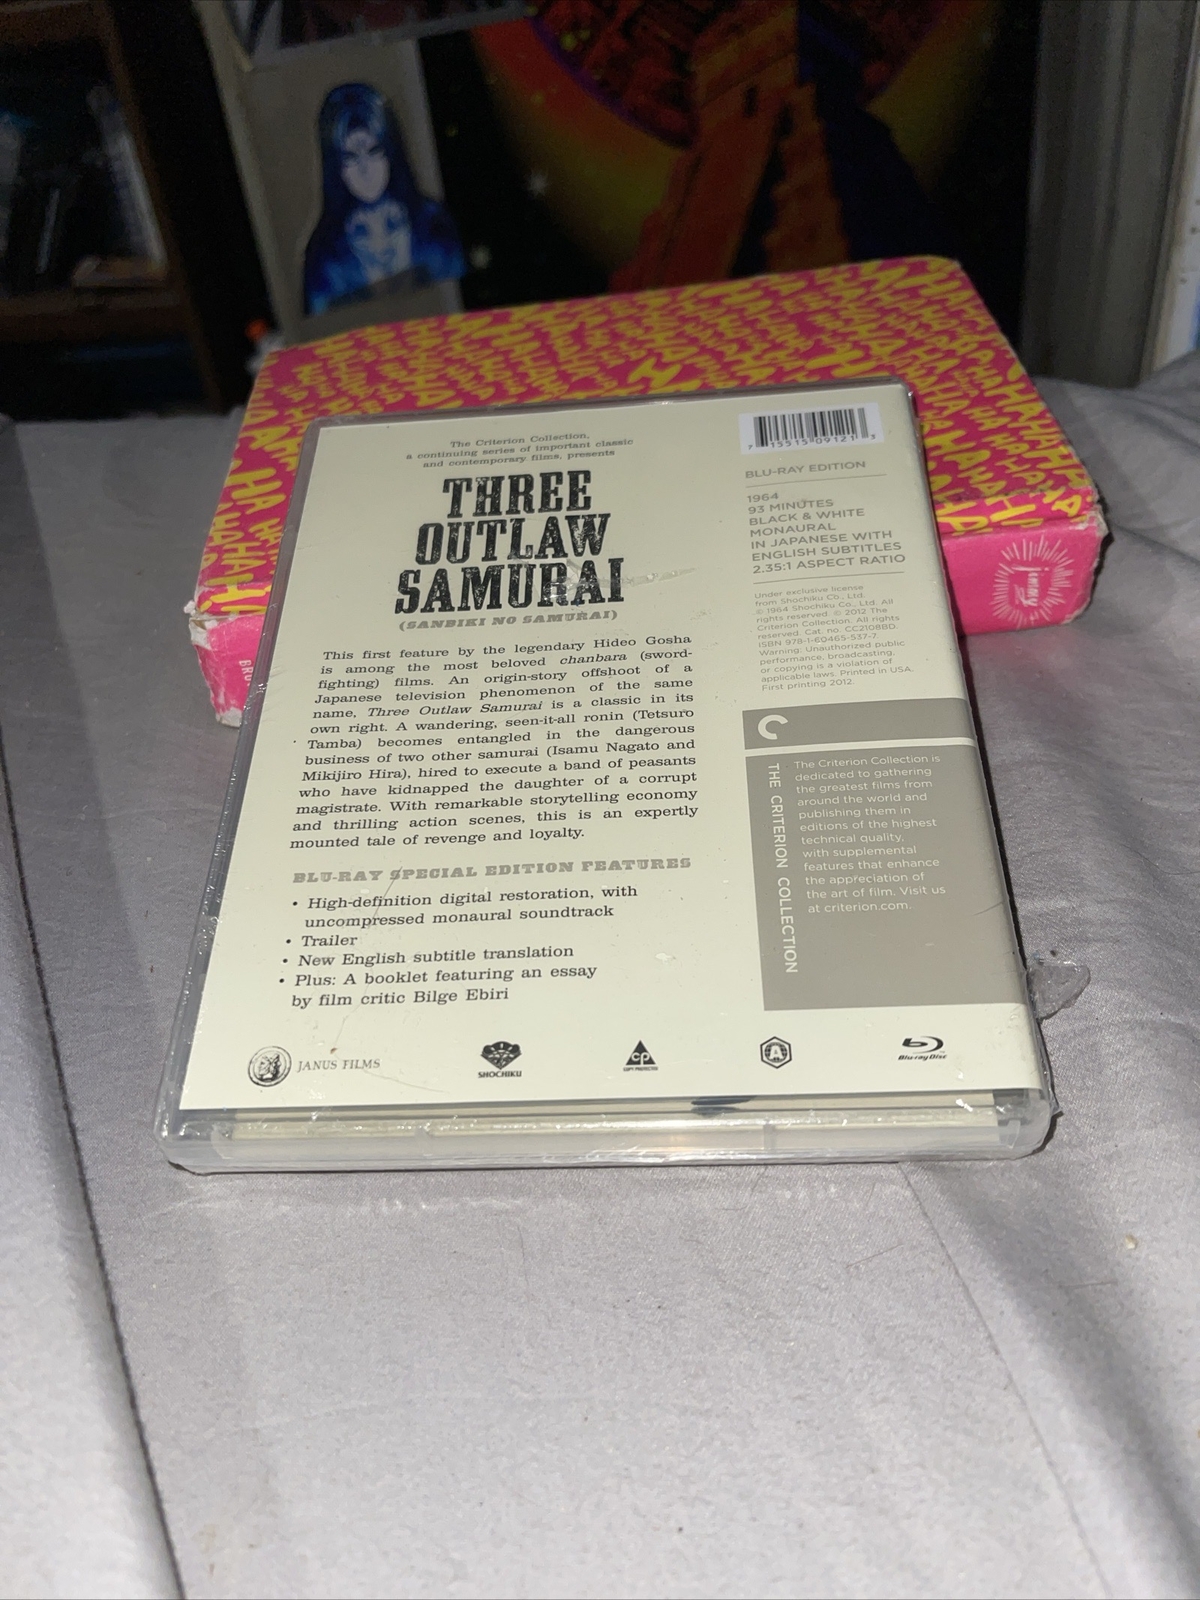 The Criterion Collection,
a continuing series of important classic
and contemporary films, presents
THREE
OUTLAW
SAMURAI
(SANBIKI NO SAMURAI)
This first feature by the legendary Hideo Gosha
is among the most beloved chanbara (sword-
fighting) films. An origin-story offshoot of a
Japanese television phenomenon of the same
name, Three Outlaw Samurai is a classic in its
own right. A wandering, seen-it-all ronin (Tetsuro
Tamba) becomes entangled in the dangerous
business of two other samurai (Isamu Nagato and
Mikijiro Hira), hired to execute a band of peasants
who have kidnapped the daughter of a corrupt
magistrate. With remarkable storytelling economy
and thrilling action scenes, this is an expertly
mounted tale of revenge and loyalty.
BLU-RAY SPECIAL EDITION FEATURES
• High-definition digital restoration, with
uncompressed monaural soundtrack
• Trailer
• New English subtitle translation
• Plus: A booklet featuring an essay
by film critic Bilge Ebiri
7 15515 09121 3
BLU-RAY EDITION
1964
93 MINUTES
BLACK & WHITE
MONAURAL
IN JAPANESE WITH
ENGLISH SUBTITLES
2.35:1 ASPECT RATIO
Under exclusive license
from Shochiku Co., Ltd.
© 1964 Shochiku Co., Ltd. All
rights reserved. © 2012 The
Criterion Collection. All rights
reserved. Cat. no. CC2108BD.
ISBN 978-1-60465-537-7.
Warning: Unauthorized public
performance, broadcasting,
or copying is a violation of
applicable laws. Printed in USA.
First printing 2012.
THE CRITERION COLLECTION
The Criterion Collection is
dedicated to gathering
the greatest films from
around the world and
publishing them in
editions of the highest
technical quality,
with supplemental
features that enhance
the appreciation of
the art of film. Visit us
at criterion.com.
JANUS FILMS
SHOCHIKU
CP
COPY PROTECTED
A
Blu-ray Disc